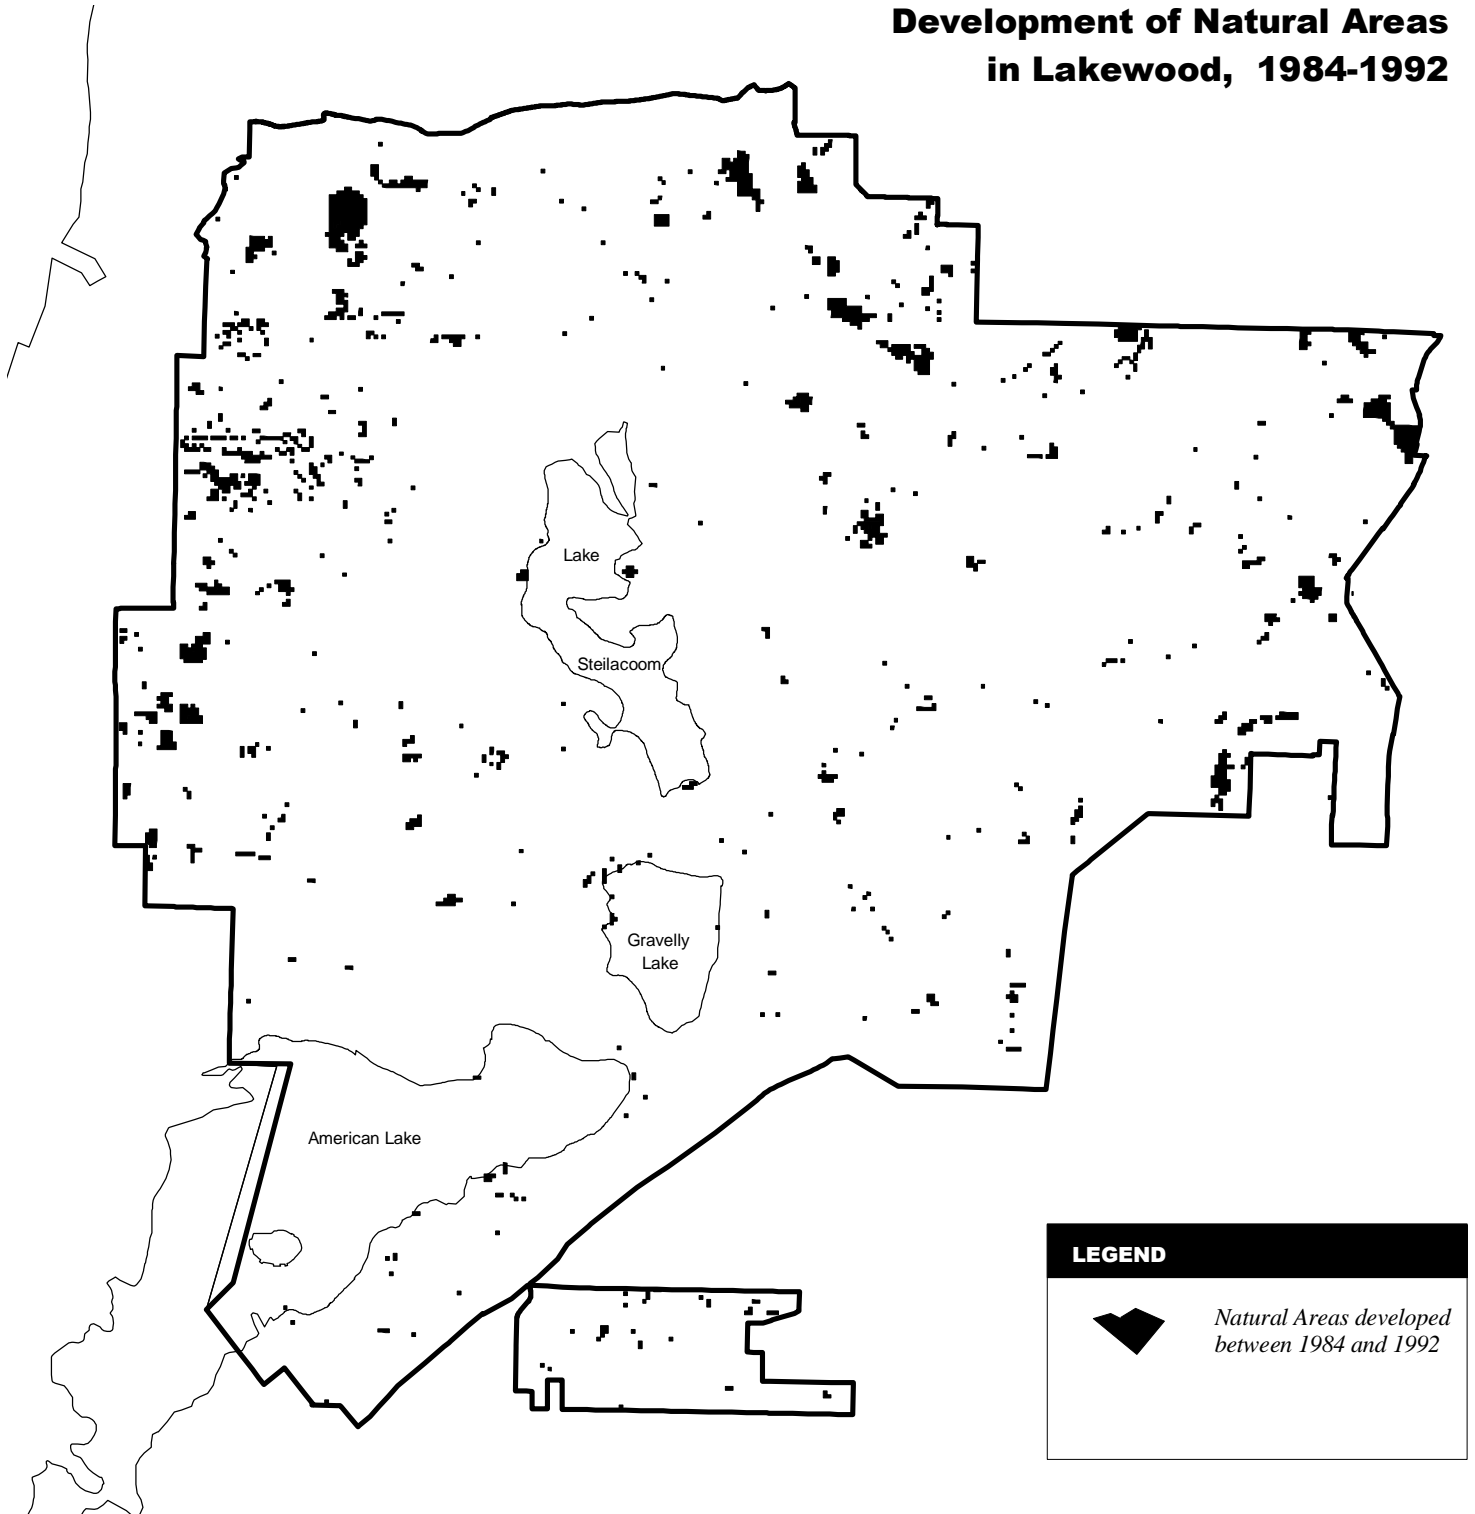 Development of Natural Areas
in Lakewood, 1984-1992
Lake
Steilacoom
Gravelly
Lake
American Lake
LEGEND
Natural Areas developed
between 1984 and 1992